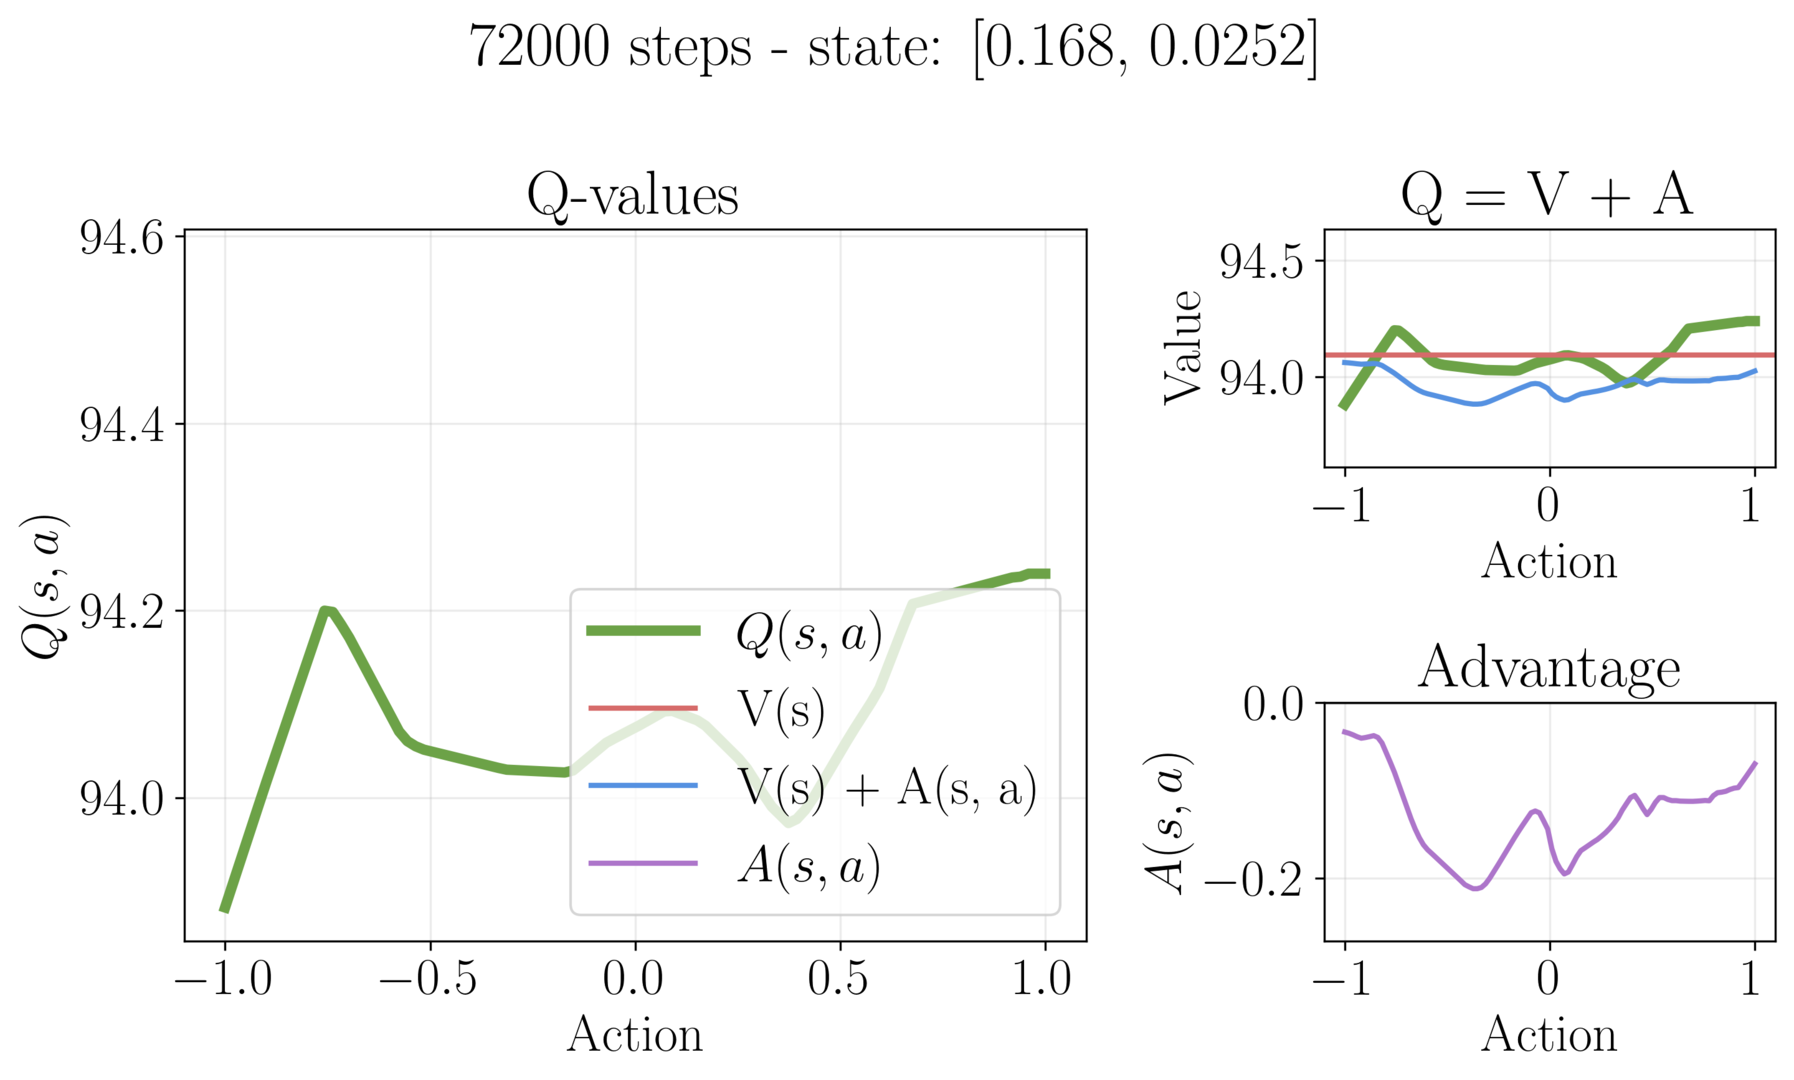 72000 steps - state: [0.168, 0.0252]
Q-values
94.6
94.4
94.2
94.0
Q(s, a)
−1.0 −0.5 0.0 0.5 1.0
Action
Q(s, a)
V(s)
V(s) + A(s, a)
A(s, a)
Q = V + A
94.5
94.0
Value
−1 0 1
Action
Advantage
0.0
−0.2
A(s, a)
−1 0 1
Action